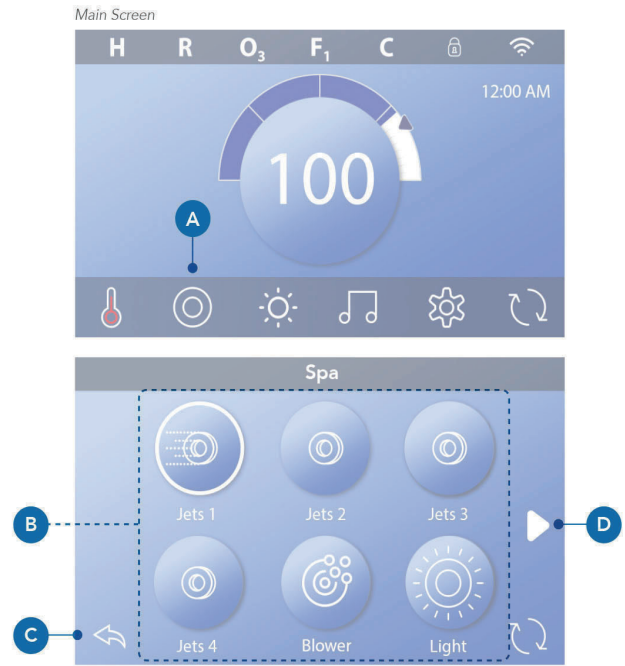 Main Screen
H R O₃ F₁ C
12:00 AM
100
A
Spa
Jets 1 Jets 2 Jets 3
B
D
Jets 4 Blower Light
C